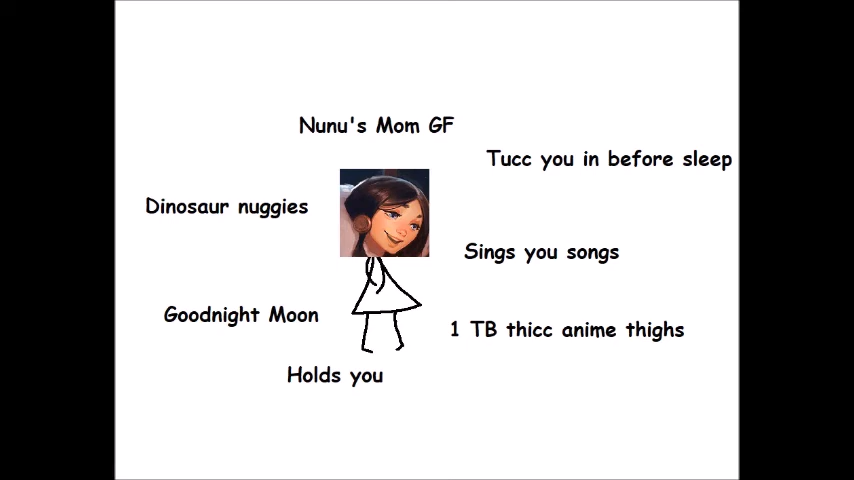 Nunu's Mom GF
Tucc you in before sleep
Dinosaur nuggies
Sings you songs
Goodnight Moon
1 TB thicc anime thighs
Holds you